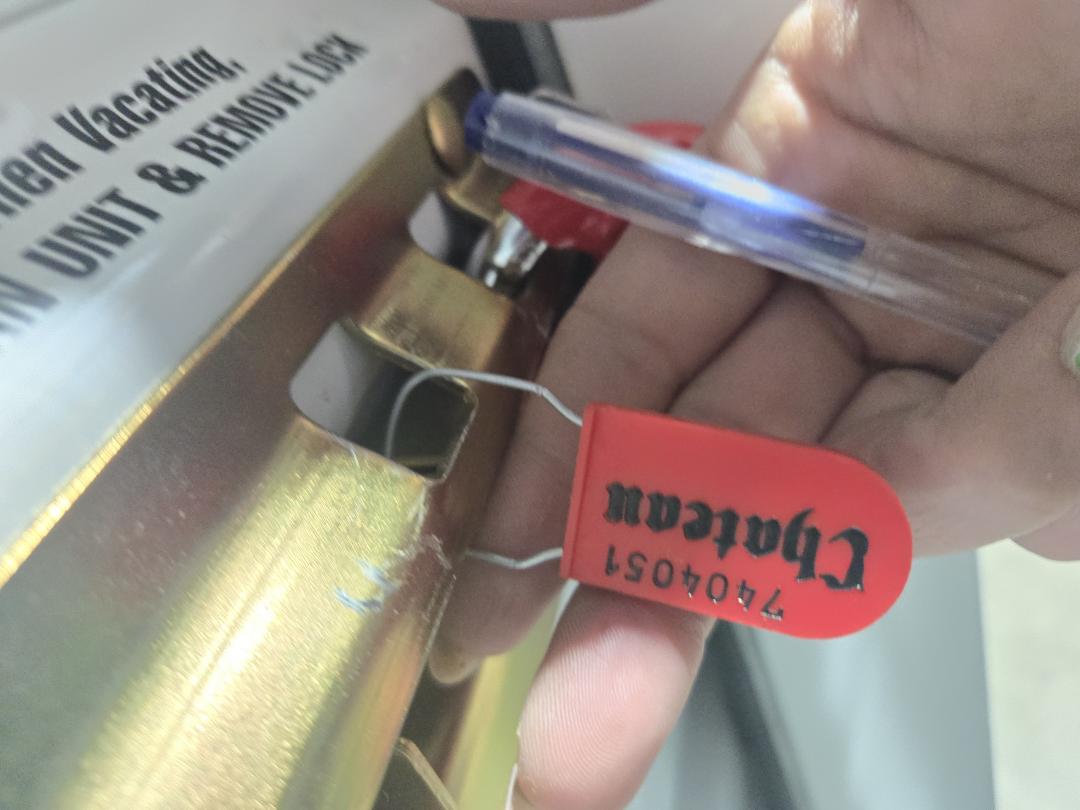 hen Vacating,
N UNIT & REMOVE LOCK
Chateau
7404051